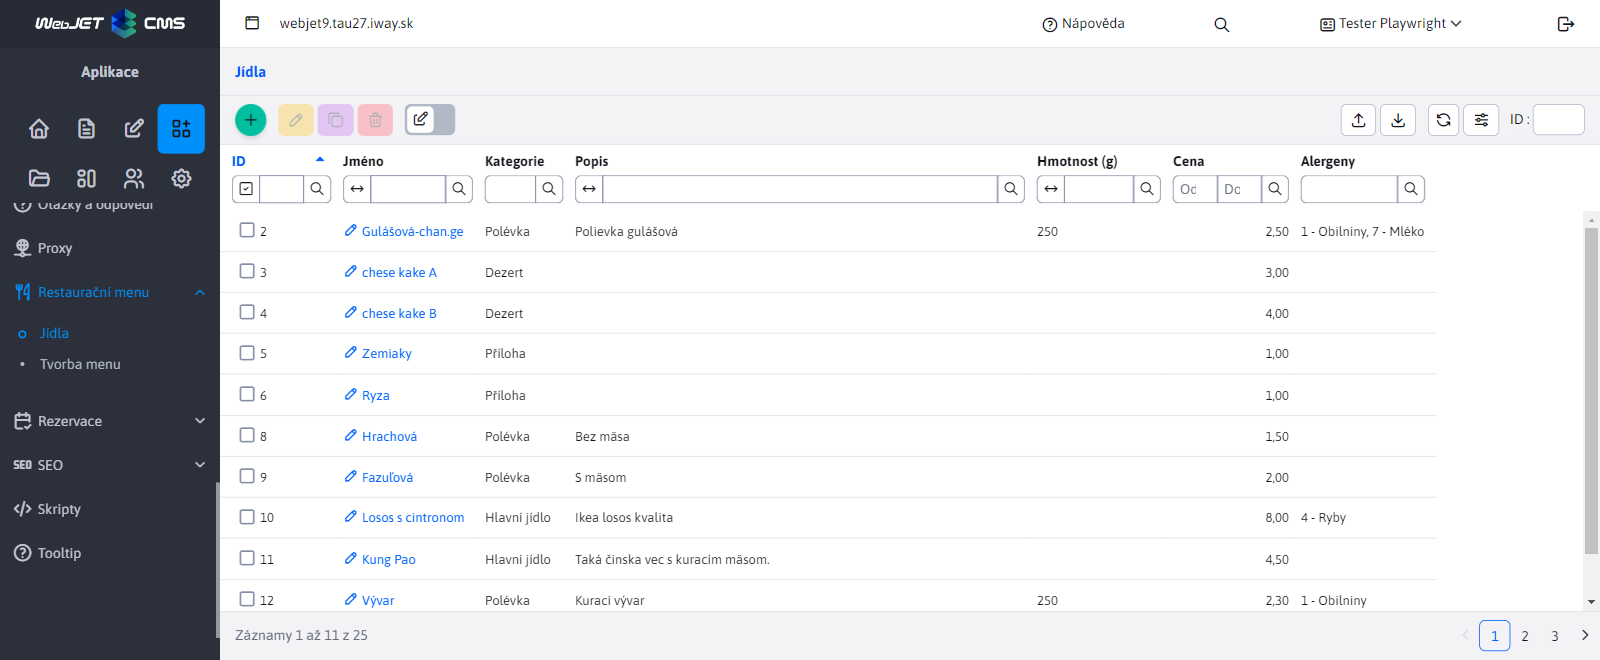 WebJET CMS
webjet9.tau27.iway.sk
Nápověda
Tester Playwright
Aplikace
Otázky a odpovědi
Proxy
Restaurační menu
Jídla
Tvorba menu
Rezervace
SEO SEO
Skripty
Tooltip
Jídla
ID :
ID Jméno Kategorie Popis Hmotnost (g) Cena Alergeny
Od Do
2 Gulášová-chan.ge Polévka Polievka gulášová 250 2,50 1 - Obilniny, 7 - Mléko
3 chese kake A Dezert 3,00
4 chese kake B Dezert 4,00
5 Zemiaky Příloha 1,00
6 Ryza Příloha 1,00
8 Hrachová Polévka Bez mäsa 1,50
9 Fazuľová Polévka S mäsom 2,00
10 Losos s cintronom Hlavní jídlo Ikea losos kvalita 8,00 4 - Ryby
11 Kung Pao Hlavní jídlo Taká činska vec s kuracím mäsom. 4,50
12 Vývar Polévka Kurací vývar 250 2,30 1 - Obilniny
Záznamy 1 až 11 z 25
1 2 3